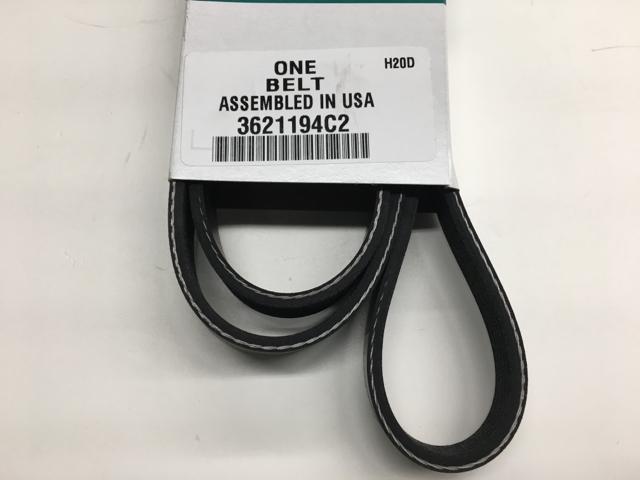 ONE
H20D
BELT
ASSEMBLED IN USA
3621194C2